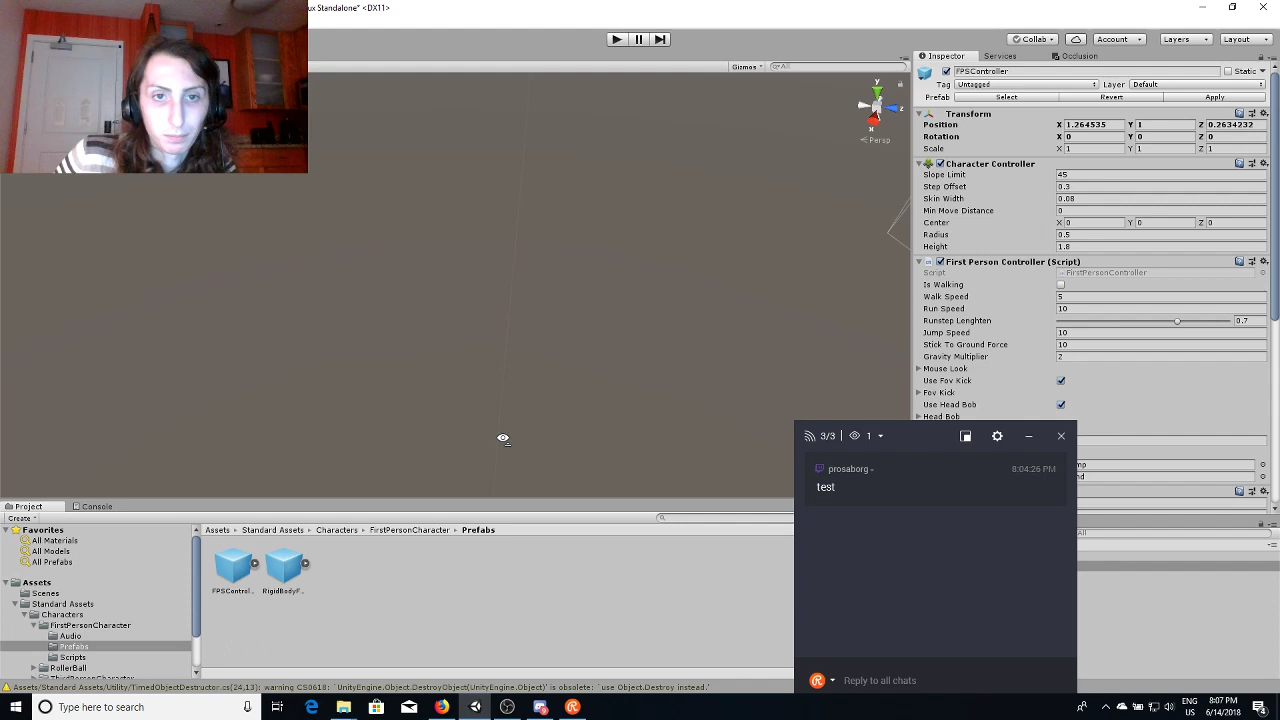 ux Standalone* <DX11>
Collab
Account
Layers
Layout
Gizmos
All
y
z
x
Persp
Inspector
Services
Occlusion
FPSController
Static
Tag
Untagged
Layer
Default
Prefab
Select
Revert
Apply
Transform
Position X 1.264535 Y 1 Z 0.2634232
Rotation X 0 Y 0 Z 0
Scale X 1 Y 1 Z 1
Character Controller
Slope Limit 45
Step Offset 0.3
Skin Width 0.08
Min Move Distance 0
Center X 0 Y 0 Z 0
Radius 0.5
Height 1.8
First Person Controller (Script)
Script FirstPersonController
Is Walking
Walk Speed 5
Run Speed 10
Runstep Lenghten 0.7
Jump Speed 10
Stick To Ground Force 10
Gravity Multiplier 2
Mouse Look
Use Fov Kick
Fov Kick
Use Head Bob
Head Bob
3/3 1
prosaborg 8:04:26 PM
test
Reply to all chats
All
Project
Console
Create
Favorites
All Materials
All Models
All Prefabs
Assets
Scenes
Standard Assets
Characters
FirstPersonCharacter
Audio
Prefabs
Scripts
RollerBall
ThirdPersonCharacter
Assets Standard Assets Characters FirstPersonCharacter Prefabs
FPSControl..
RigidBodyF..
Assets/Standard Assets/Utility/TimedObjectDestructor.cs(24,13): warning CS0618: `UnityEngine.Object.DestroyObject(UnityEngine.Object)' is obsolete: `use Object.Destroy instead.'
Type here to search
ENG
US
8:07 PM
6/14/2018